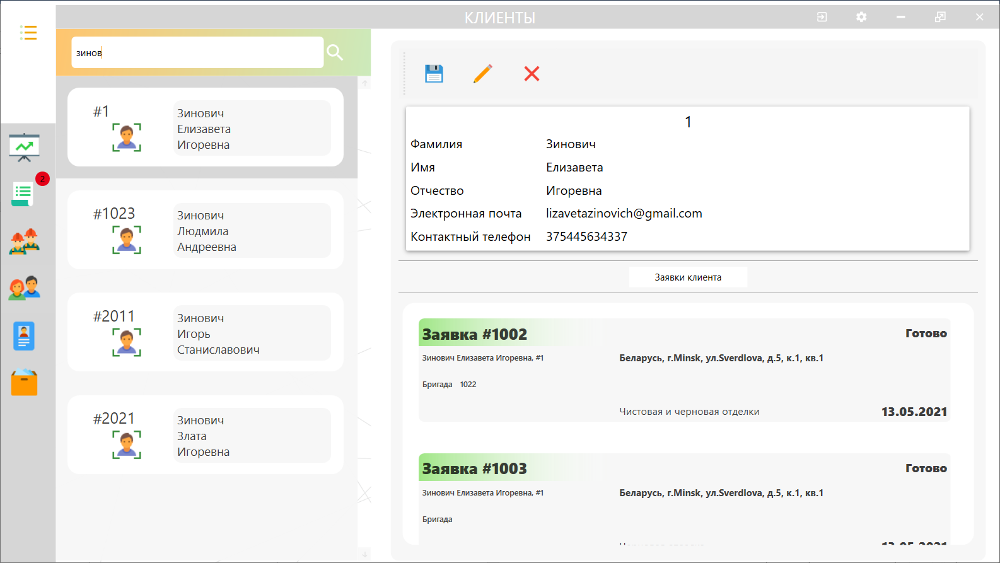 КЛИЕНТЫ
зинов
2
#1
Зинович
Елизавета
Игоревна
#1023
Зинович
Людмила
Андреевна
#2011
Зинович
Игорь
Станиславович
#2021
Зинович
Злата
Игоревна
1
Фамилия Зинович
Имя Елизавета
Отчество Игоревна
Электронная почта lizavetazinovich@gmail.com
Контактный телефон 375445634337
Заявки клиента
Заявка #1002 Готово
Зинович Елизавета Игоревна, #1 Беларусь, г.Minsk, ул.Sverdlova, д.5, к.1, кв.1
Бригада 1022
Чистовая и черновая отделки 13.05.2021
Заявка #1003 Готово
Зинович Елизавета Игоревна, #1 Беларусь, г.Minsk, ул.Sverdlova, д.5, к.1, кв.1
Бригада
13.05.2021